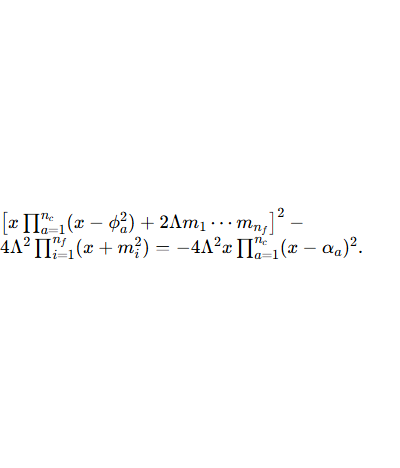 [x ∏_{a=1}^{n_c}(x − ϕ_a^2) + 2Λm_1 ⋯ m_{n_f}]^2 −
4Λ^2 ∏_{i=1}^{n_f}(x + m_i^2) = −4Λ^2 x ∏_{a=1}^{n_c}(x − α_a)^2.